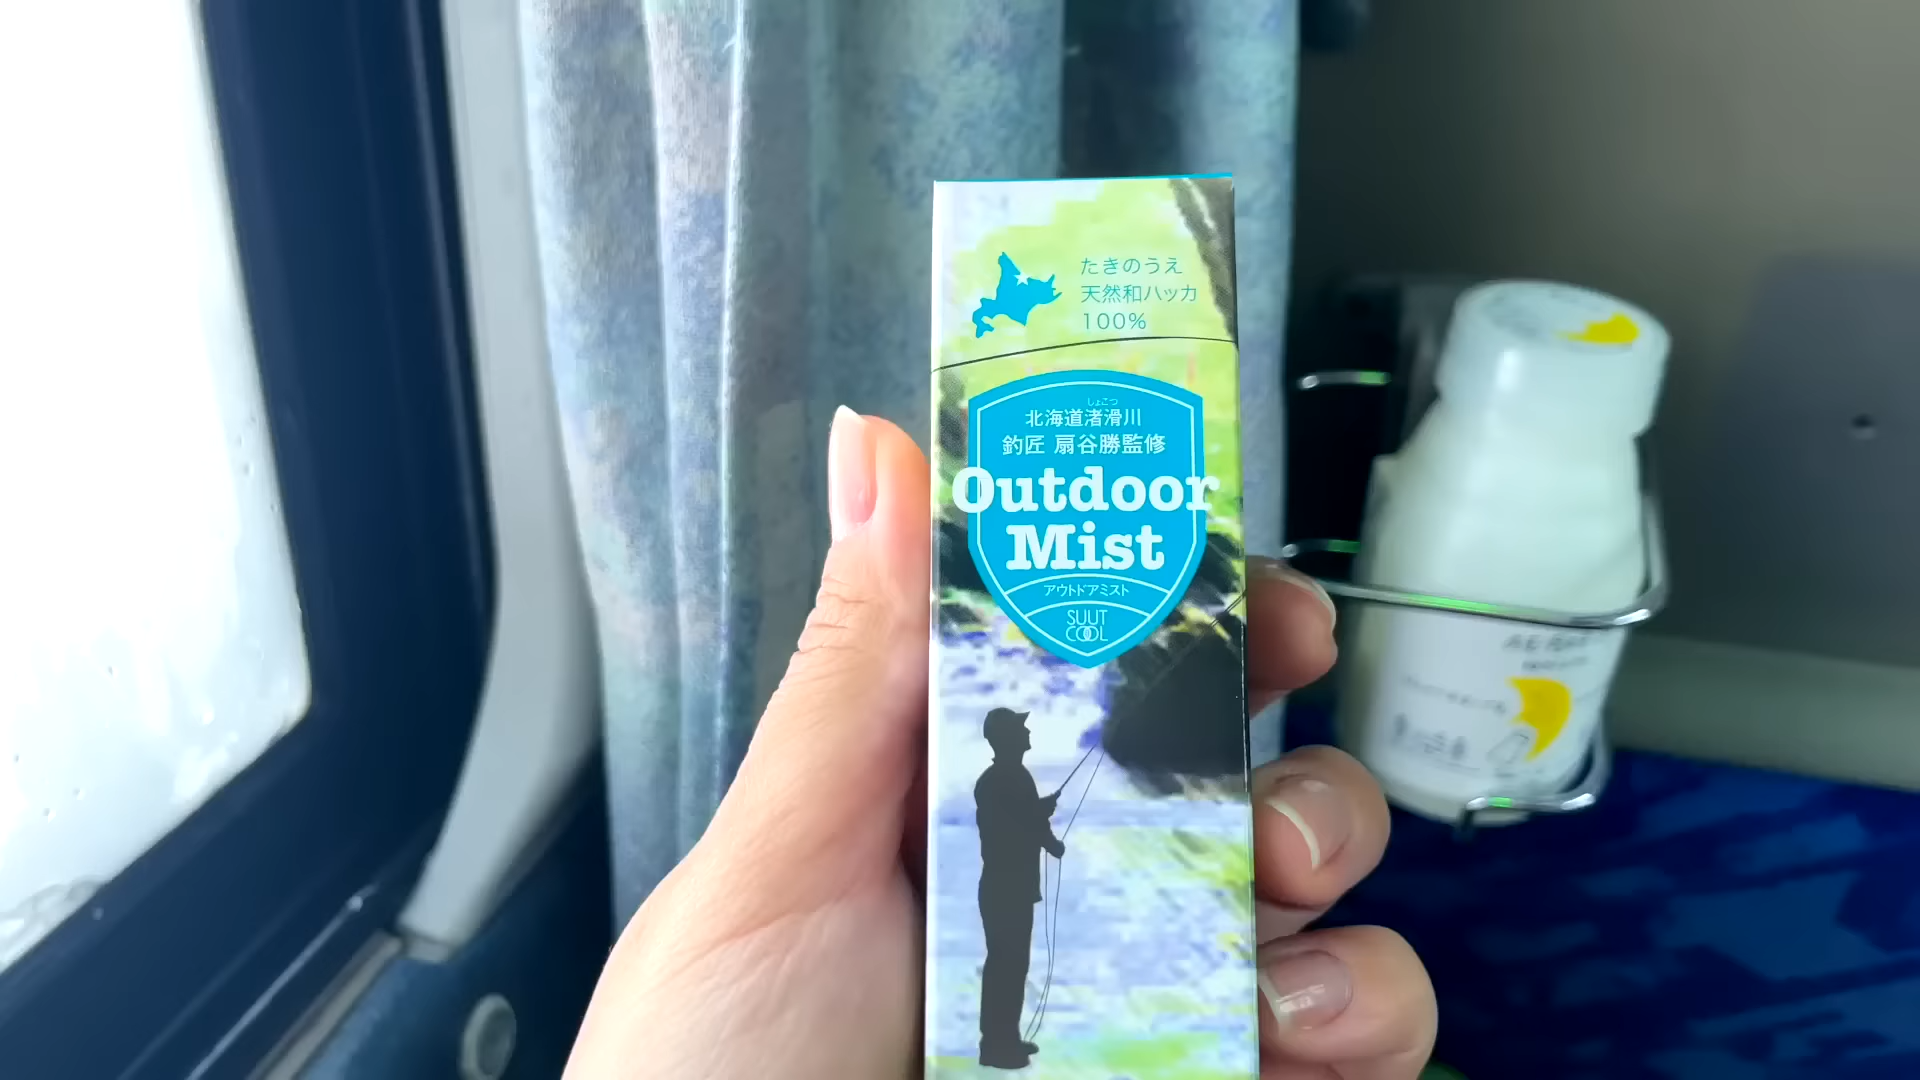 たきのうえ
天然和ハッカ
100%
しょこつ
北海道渚滑川
釣匠 扇谷勝監修
Outdoor
Mist
アウトドアミスト
SUUT
COOL